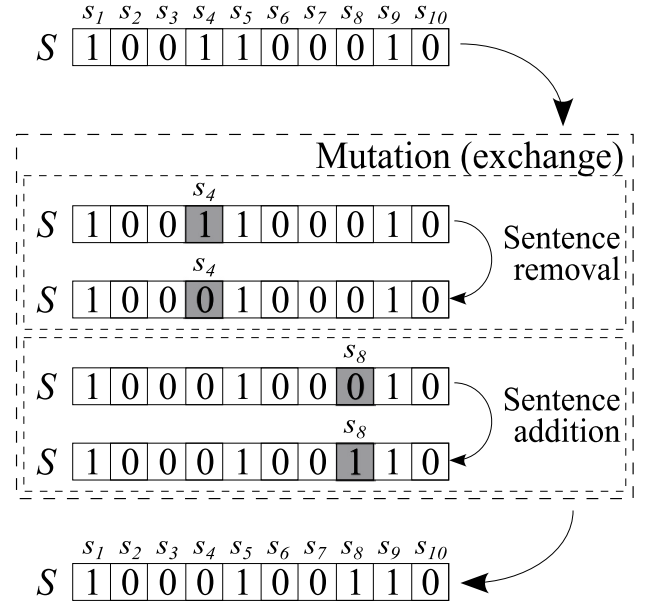 s1 s2 s3 s4 s5 s6 s7 s8 s9 s10
S 1 0 0 1 1 0 0 0 1 0
Mutation (exchange)
s4
S 1 0 0 1 1 0 0 0 1 0
Sentence
removal
s4
S 1 0 0 0 1 0 0 0 1 0
s8
S 1 0 0 0 1 0 0 0 1 0
Sentence
addition
s8
S 1 0 0 0 1 0 0 1 1 0
s1 s2 s3 s4 s5 s6 s7 s8 s9 s10
S 1 0 0 0 1 0 0 1 1 0